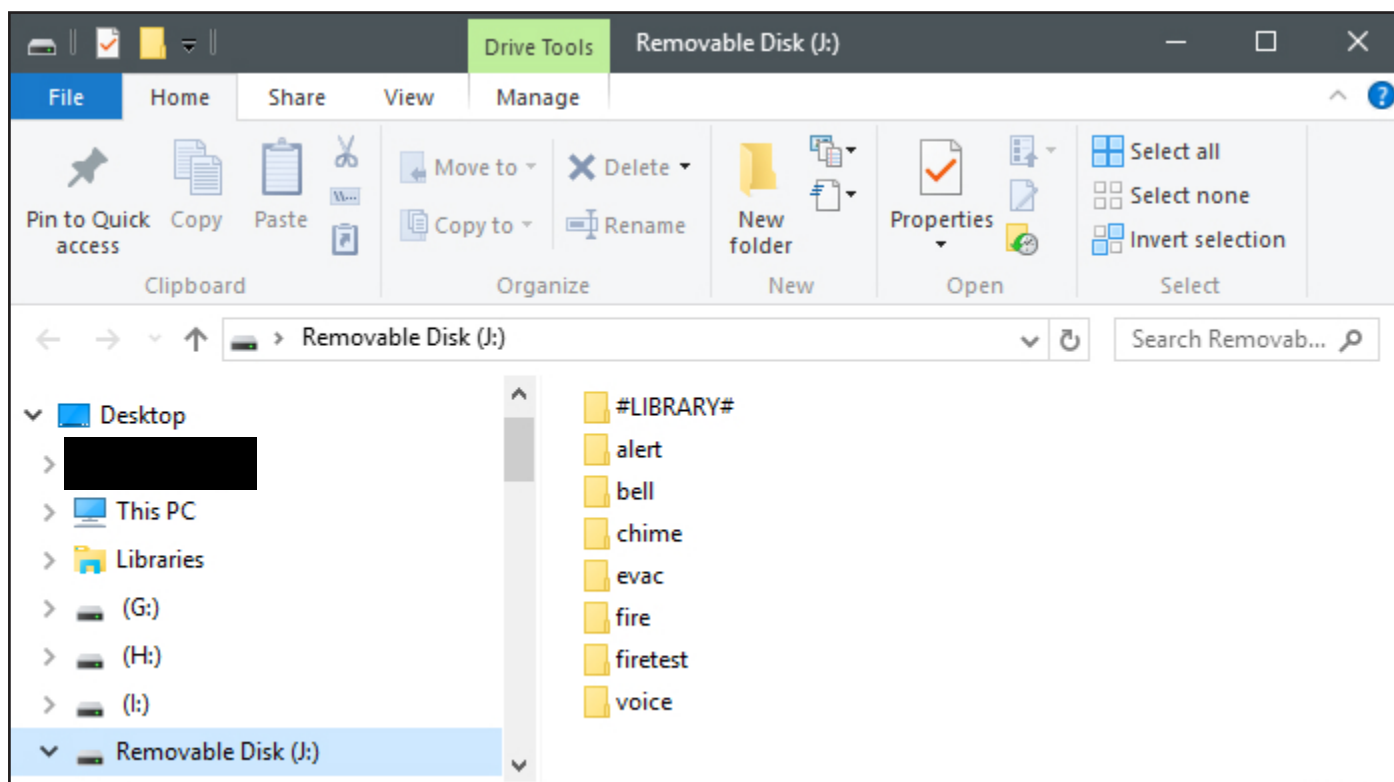 Drive Tools
Removable Disk (J:)
File
Home
Share
View
Manage
Pin to Quick access
Copy
Paste
Move to
Copy to
Delete
Rename
New folder
Properties
Select all
Select none
Invert selection
Clipboard
Organize
New
Open
Select
Removable Disk (J:)
Search Removab...
Desktop
This PC
Libraries
(G:)
(H:)
(I:)
Removable Disk (J:)
#LIBRARY#
alert
bell
chime
evac
fire
firetest
voice